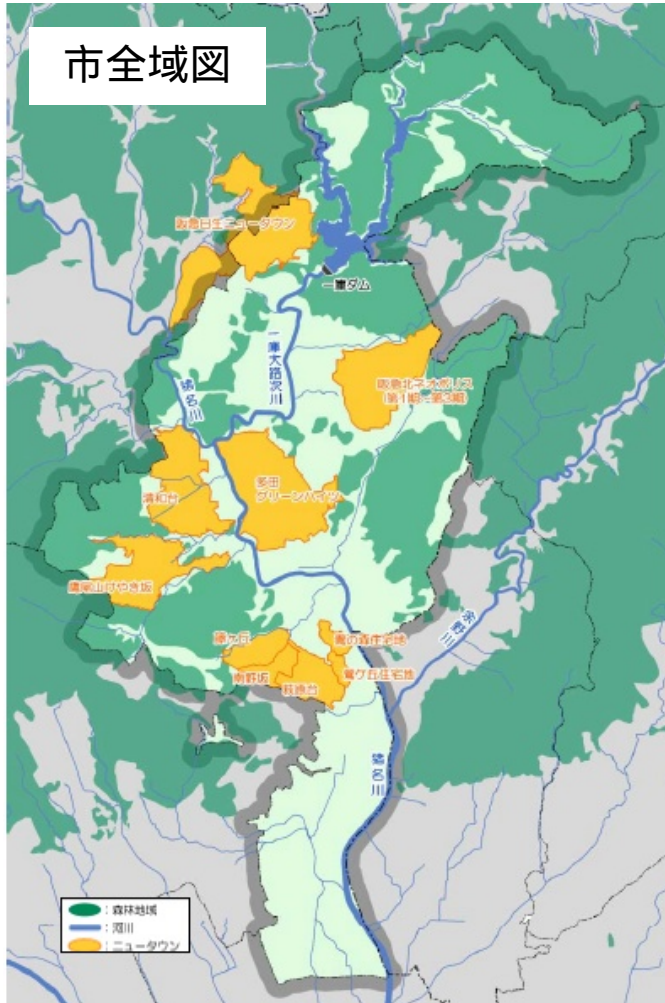 市全域図
阪急日生ニュータウン
一庫ダム
一庫大路次川
猪名川
阪急北ネオポリス
(第1期~第3期)
多田
グリーンハイツ
清和台
鷹尾山けやき坂
余野川
藤ヶ丘
鶯の森住宅地
南野坂
萩原台
鶯ケ丘住宅地
猪名川
:森林地域
:河川
:ニュータウン